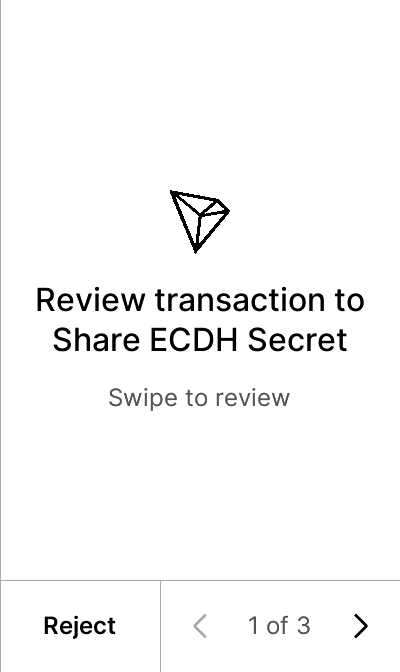 Review transaction to
Share ECDH Secret
Swipe to review
Reject
1 of 3